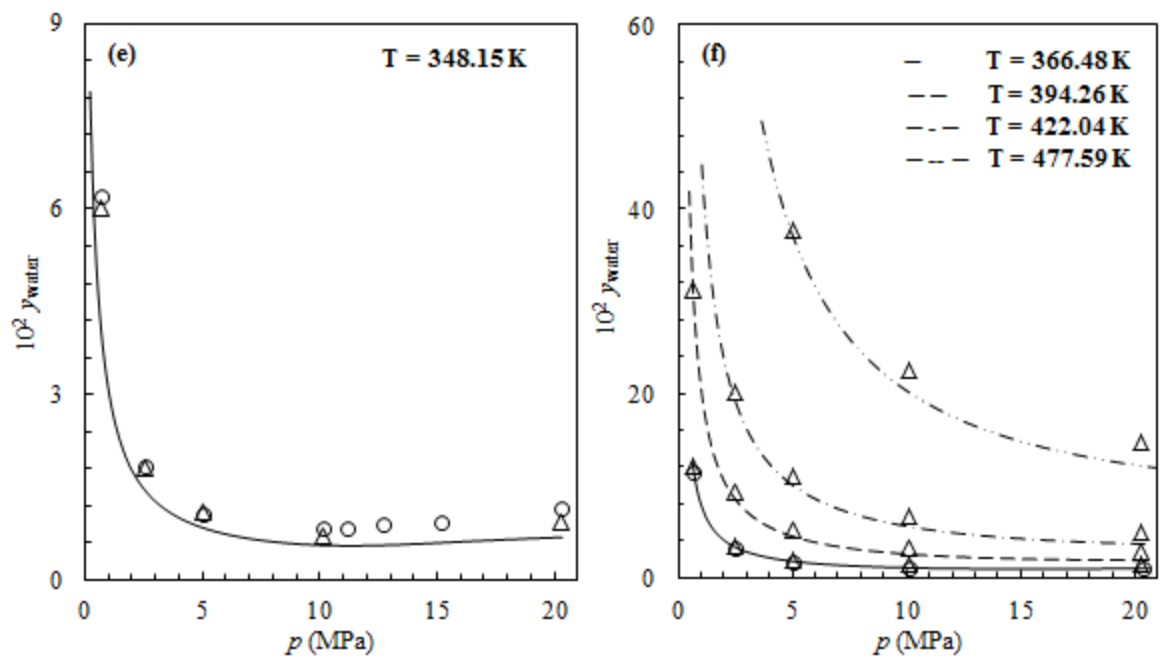 (e)
T = 348.15 K
9
6
3
0
10² y_water
0
5
10
15
20
p (MPa)
(f)
T = 366.48 K
T = 394.26 K
T = 422.04 K
T = 477.59 K
60
40
20
0
10² y_water
0
5
10
15
20
p (MPa)